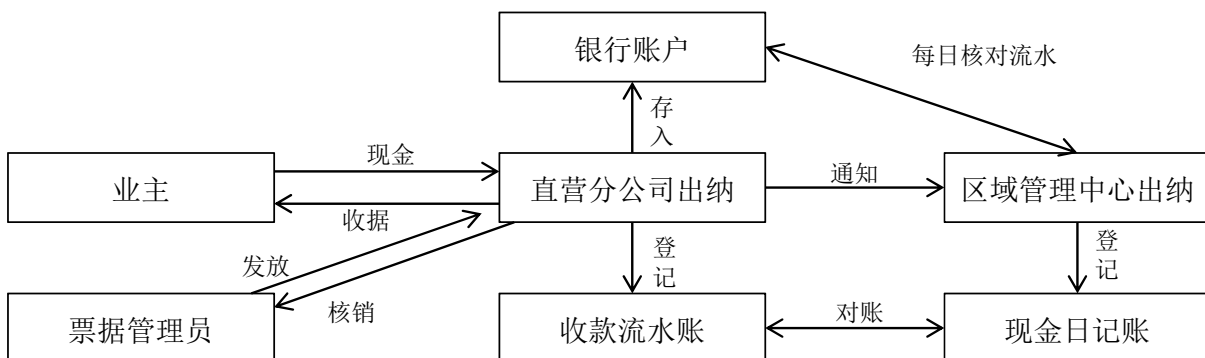 银行账户
每日核对流水
存入
业主
现金
收据
直营分公司出纳
通知
区域管理中心出纳
发放
核销
登记
登记
票据管理员
收款流水账
对账
现金日记账